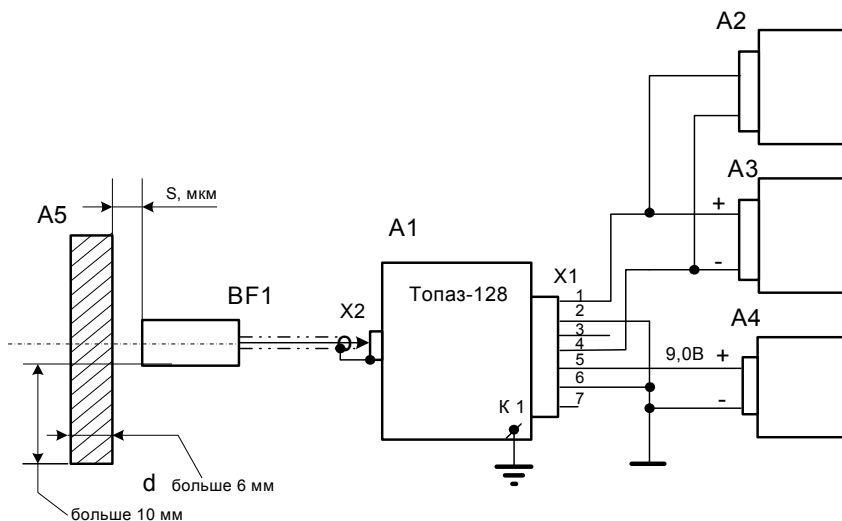 A2
S, мкм
A3
A5
A1
+
BF1
X2
Топаз-128
X1
1
2
3
4
5
6
7
-
A4
9,0В
+
-
К 1
d больше 6 мм
больше 10 мм